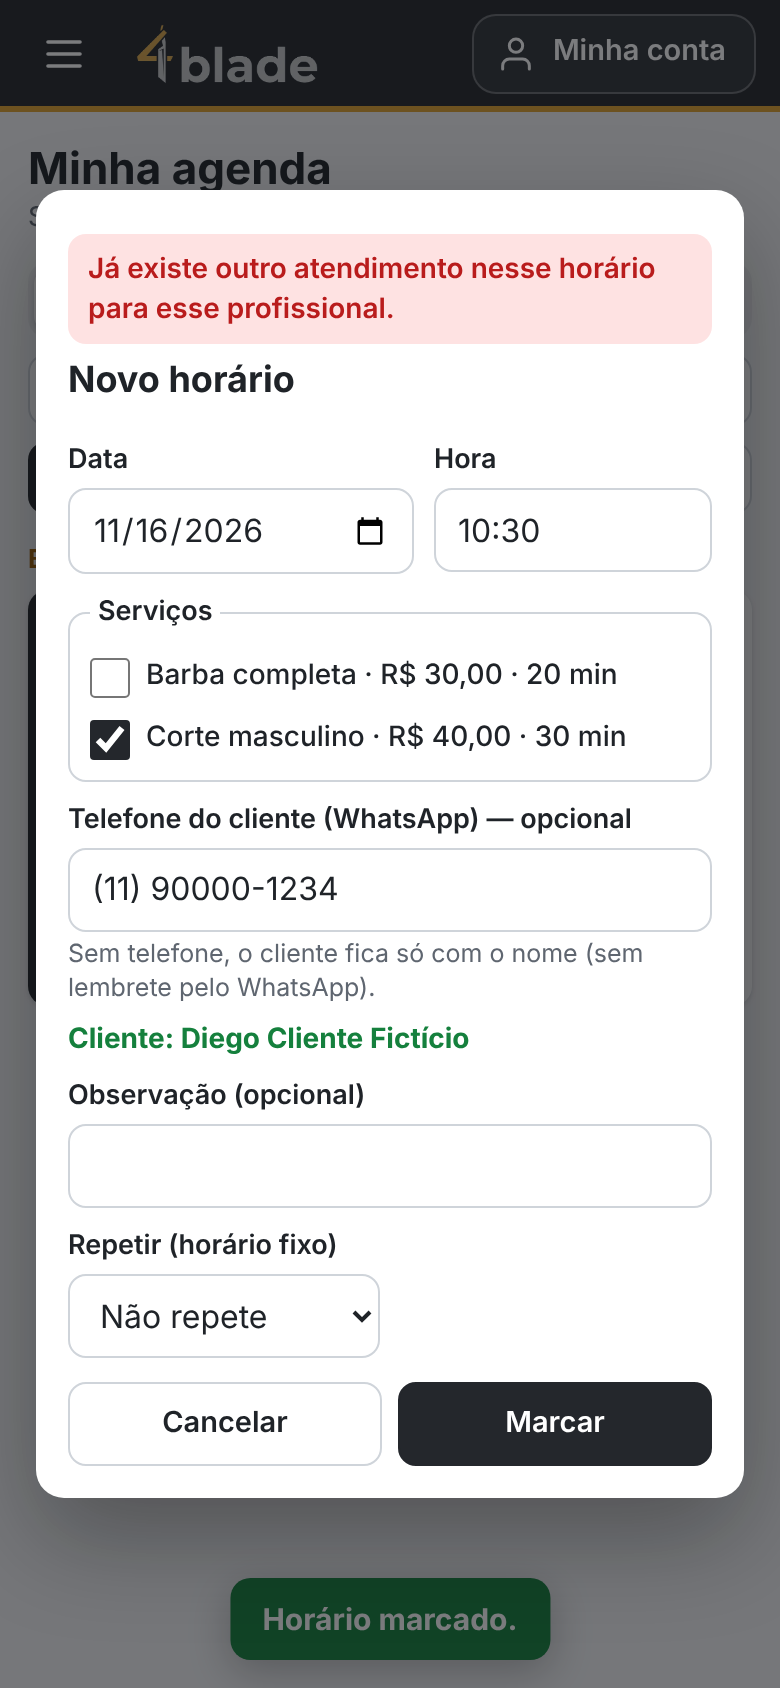 4blade
Minha conta
Minha agenda
Já existe outro atendimento nesse horário
para esse profissional.
Novo horário
Data
Hora
11/16/2026
10:30
Serviços
Barba completa · R$ 30,00 · 20 min
Corte masculino · R$ 40,00 · 30 min
Telefone do cliente (WhatsApp) — opcional
(11) 90000-1234
Sem telefone, o cliente fica só com o nome (sem
lembrete pelo WhatsApp).
Cliente: Diego Cliente Fictício
Observação (opcional)
Repetir (horário fixo)
Não repete
Cancelar
Marcar
Horário marcado.